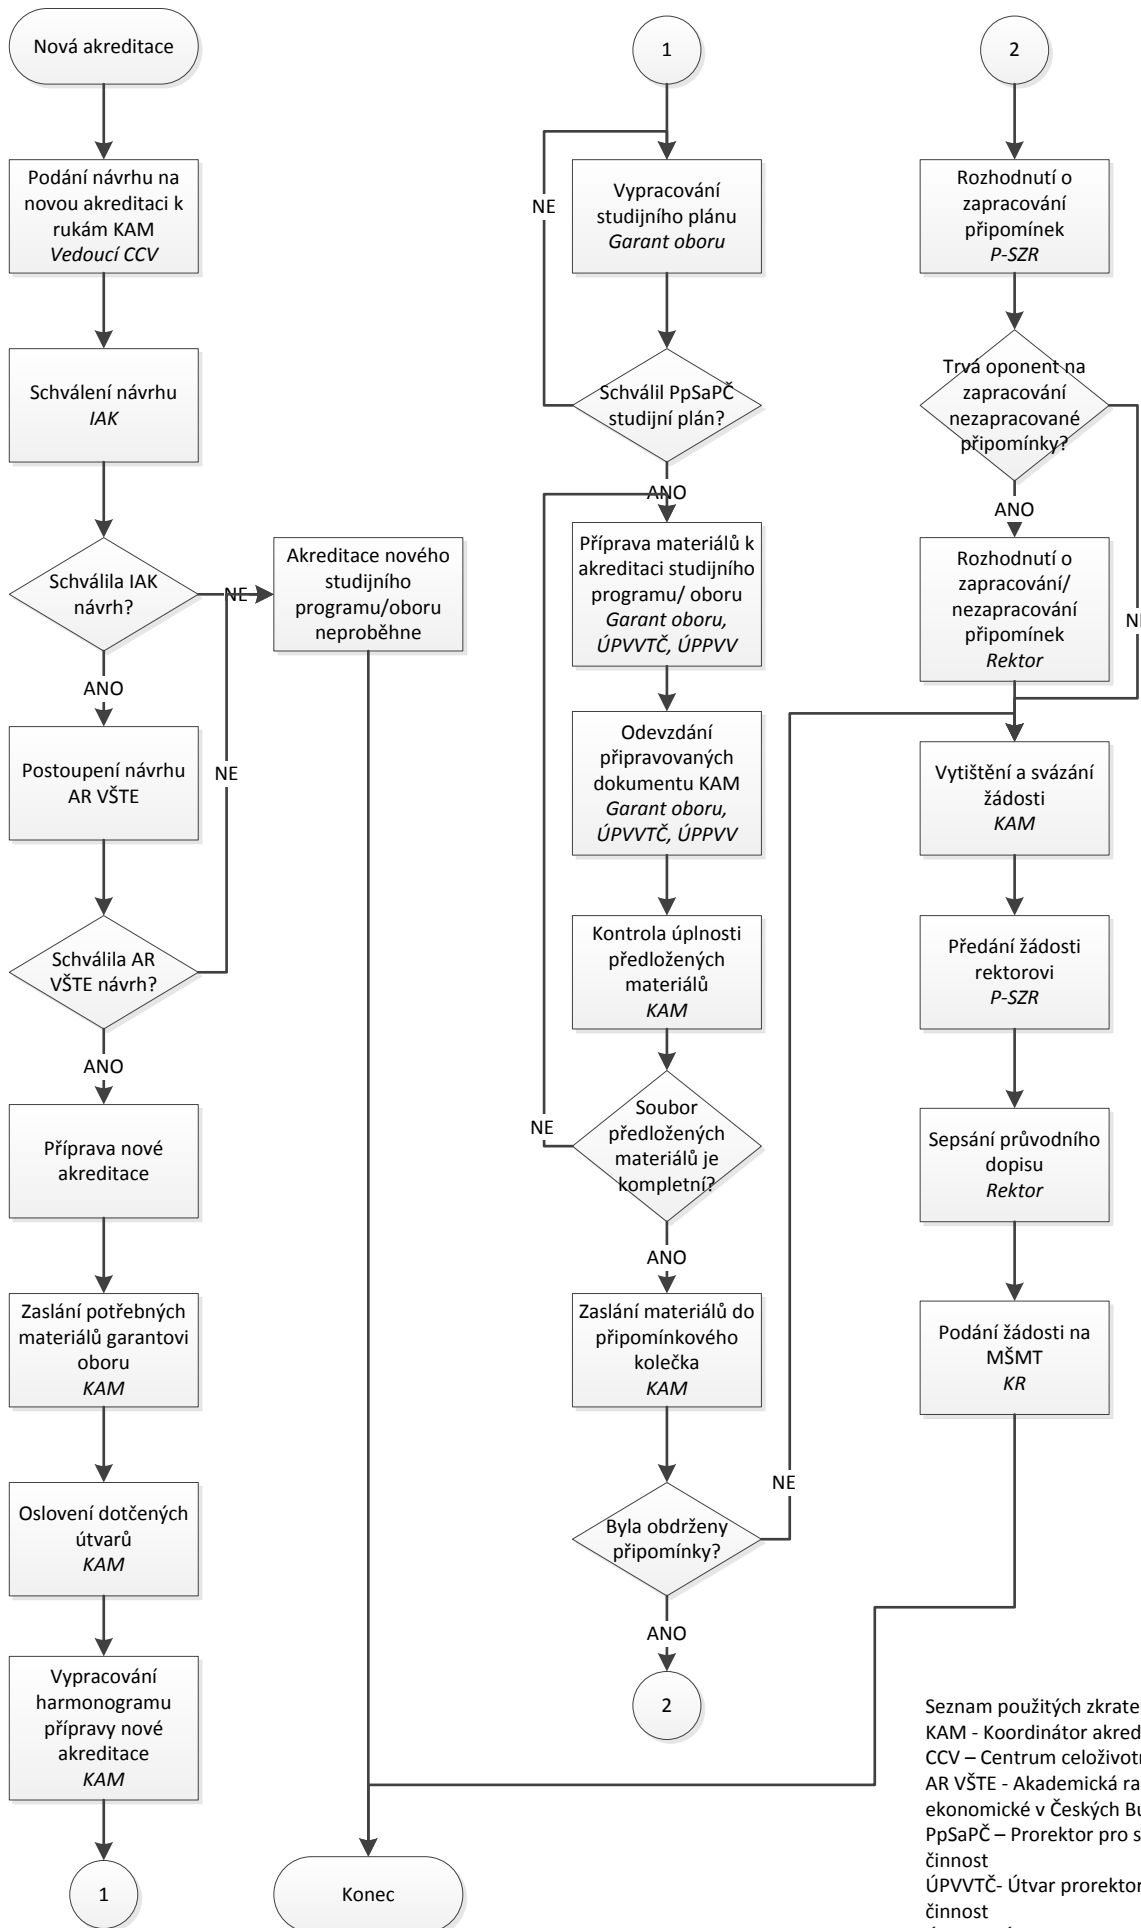 Nová akreditace
Podání návrhu na
novou akreditaci k
rukám KAM
Vedoucí CCV
Schválení návrhu
IAK
Schválila IAK
návrh?
NE
ANO
Akreditace nového
studijního
programu/oboru
neproběhne
Postoupení návrhu
AR VŠTE
NE
Schválila AR
VŠTE návrh?
ANO
Příprava nové
akreditace
Zaslání potřebných
materiálů garantovi
oboru
KAM
Oslovení dotčených
útvarů
KAM
Vypracování
harmonogramu
přípravy nové
akreditace
KAM
1
Konec
1
Vypracování
studijního plánu
Garant oboru
NE
Schválil PpSaPČ
studijní plán?
ANO
Příprava materiálů k
akreditaci studijního
programu/ oboru
Garant oboru,
ÚPVVTČ, ÚPPVV
Odevzdání
připravovaných
dokumentu KAM
Garant oboru,
ÚPVVTČ, ÚPPVV
Kontrola úplnosti
předložených
materiálů
KAM
NE
Soubor
předložených
materiálů je
kompletní?
ANO
Zaslání materiálů do
připomínkového
kolečka
KAM
NE
Byla obdrženy
připomínky?
ANO
2
2
Rozhodnutí o
zapracování
připomínek
P-SZR
Trvá oponent na
zapracování
nezapracované
připomínky?
ANO
Rozhodnutí o
zapracování/
nezapracování
připomínek
Rektor
Vytištění a svázání
žádosti
KAM
Předání žádosti
rektorovi
P-SZR
Sepsání průvodního
dopisu
Rektor
Podání žádosti na
MŠMT
KR
Seznam použitých
KAM - Koordinátor
CCV – Centrum
AR VŠTE - Akademická
ekonomické v Českých
PpSaPČ – Prorektor pro
činnost
ÚPVVTČ- Útvar
činnost